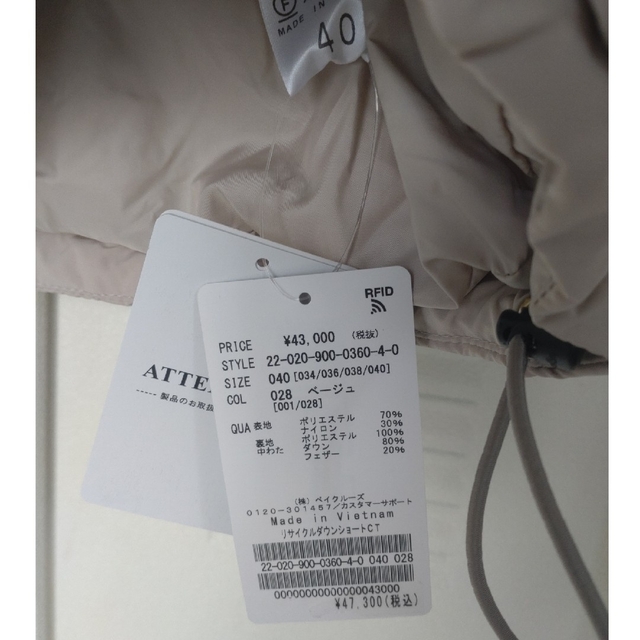 MADE IN
40
ATTE
----- 製品のお取扱
RFID
PRICE ¥43,000 (税抜)
STYLE 22-020-900-0360-4-0
SIZE 040[034/036/038/040]
COL 028 ベージュ
[001/028]
QUA 表地 ポリエステル 70%
ナイロン 30%
裏地 ポリエステル 100%
中わた ダウン 80%
フェザー 20%
(株) ベイクルーズ
0120-301457/カスタマーサポート
Made in Vietnam
リサイクルダウンショートCT
22-020-900-0360-4-0 040 028
00000000000000043000
¥47,300(税込)